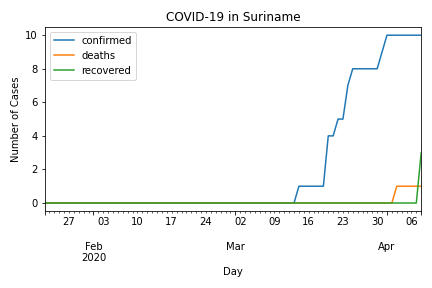 COVID-19 in Suriname
confirmed
deaths
recovered
Number of Cases
10
8
6
4
2
0
27 03 10 17 24 02 09 16 23 30 06
Feb Mar Apr
2020
Day